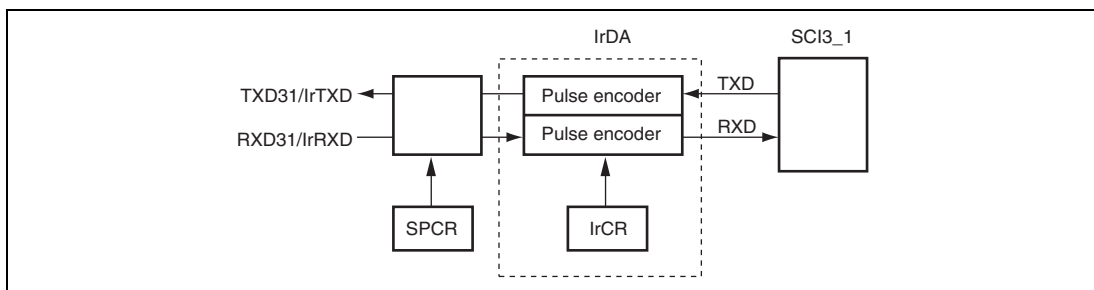 IrDA
SCI3_1
TXD31/IrTXD
Pulse encoder
TXD
RXD31/IrRXD
Pulse encoder
RXD
SPCR
IrCR